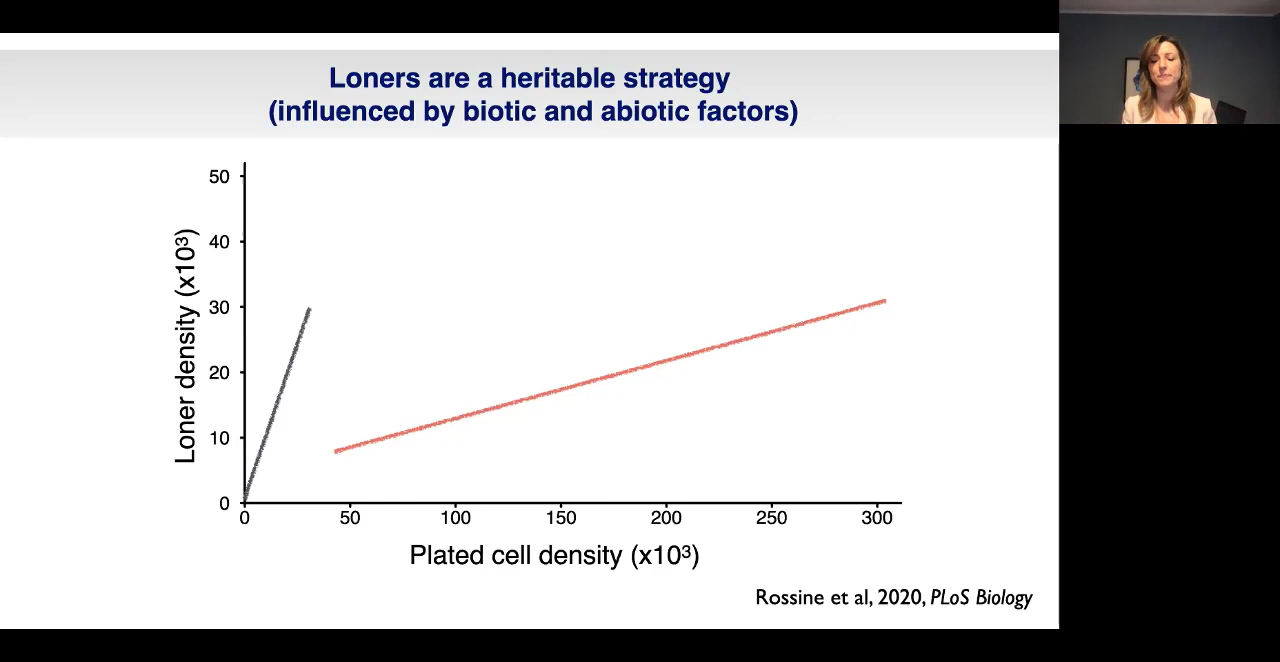 Loners are a heritable strategy
(influenced by biotic and abiotic factors)
50
40
30
20
10
0
Loner density (x10³)
0 50 100 150 200 250 300
Plated cell density (x10³)
Rossine et al, 2020, PLoS Biology